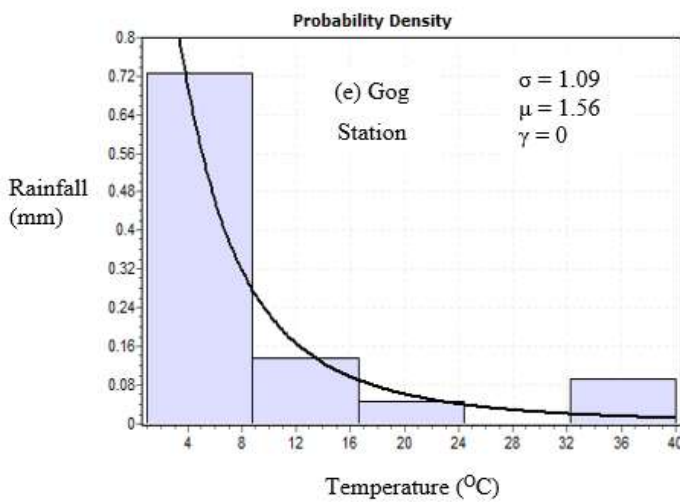 Probability Density
0.8
0.72
0.64
0.56
0.48
0.4
0.32
0.24
0.16
0.08
0
Rainfall
(mm)
(e) Gog
Station
σ = 1.09
μ = 1.56
γ = 0
4 8 12 16 20 24 28 32 36 40
Temperature (ᴼC)